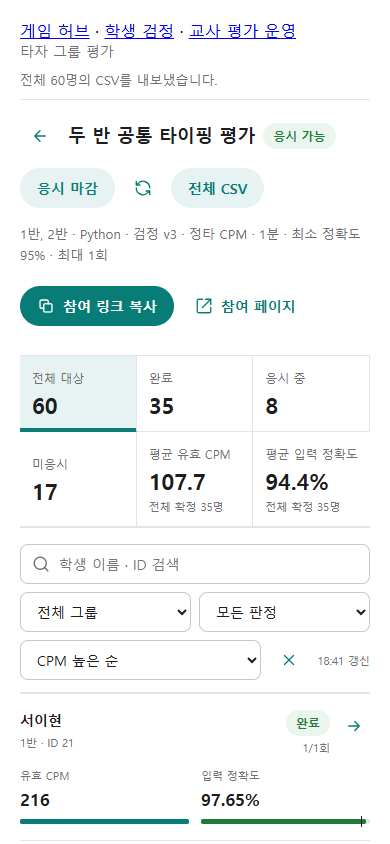 게임 허브 · 학생 검정 · 교사 평가 운영
타자 그룹 평가
전체 60명의 CSV를 내보냈습니다.
두 반 공통 타이핑 평가 응시 가능
응시 마감 전체 CSV
1반, 2반 · Python · 검정 v3 · 정타 CPM · 1분 · 최소 정확도
95% · 최대 1회
참여 링크 복사 참여 페이지
전체 대상 완료 응시 중
60 35 8
미응시 평균 유효 CPM 평균 입력 정확도
17 107.7 94.4%
전체 확정 35명 전체 확정 35명
학생 이름 · ID 검색
전체 그룹 모든 판정
CPM 높은 순 18:41 갱신
서이현 완료
1반 · ID 21 1/1회
유효 CPM 입력 정확도
216 97.65%